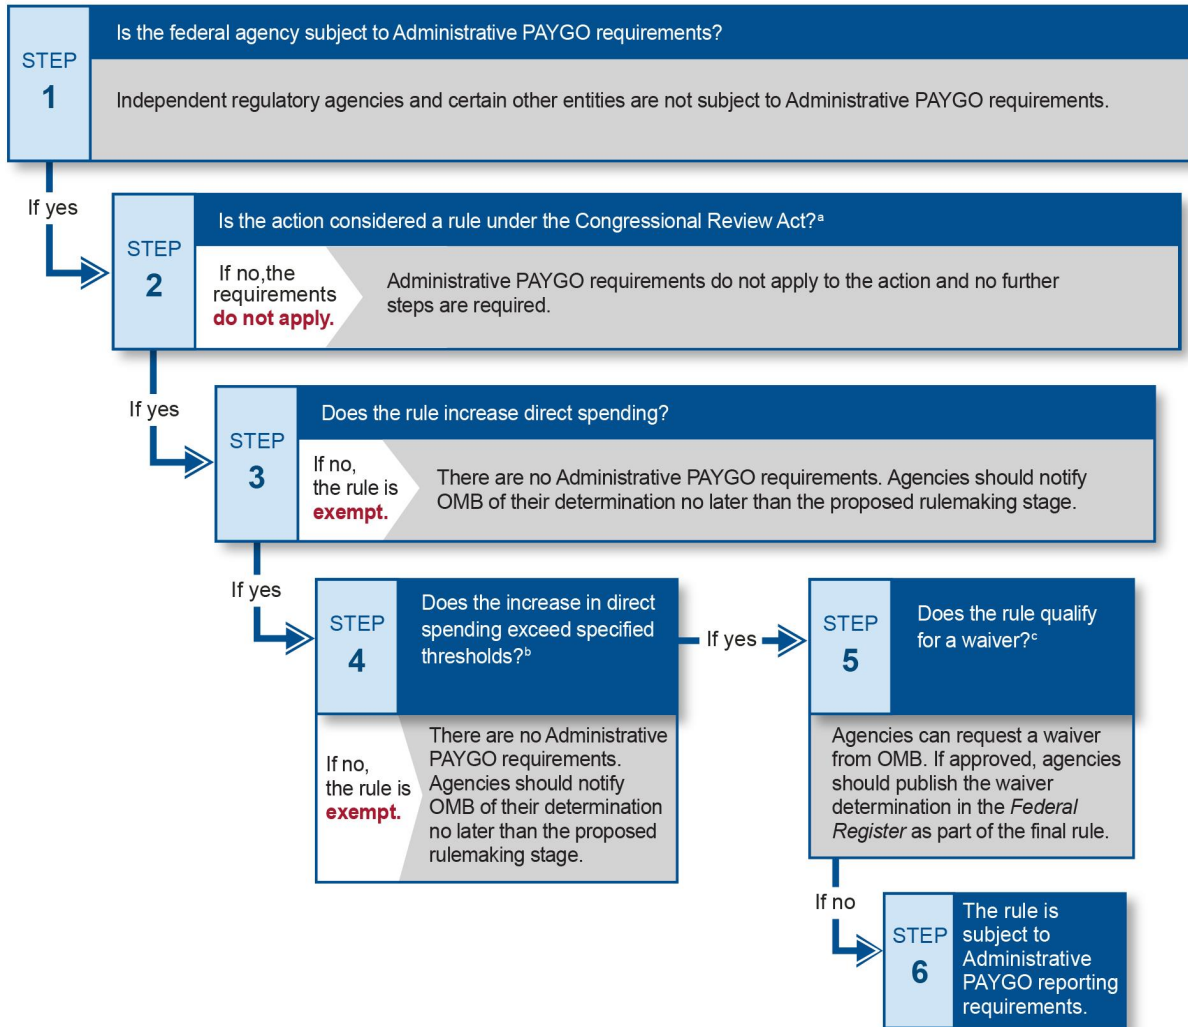 STEP
1
Is the federal agency subject to Administrative PAYGO requirements?
Independent regulatory agencies and certain other entities are not subject to Administrative PAYGO requirements.
If yes
STEP
2
Is the action considered a rule under the Congressional Review Act?ᵃ
If no,the
requirements
do not apply.
Administrative PAYGO requirements do not apply to the action and no further
steps are required.
If yes
STEP
3
Does the rule increase direct spending?
If no,
the rule is
exempt.
There are no Administrative PAYGO requirements. Agencies should notify
OMB of their determination no later than the proposed rulemaking stage.
If yes
STEP
4
Does the increase in direct
spending exceed specified
thresholds?ᵇ
If no,
the rule is
exempt.
There are no Administrative
PAYGO requirements.
Agencies should notify
OMB of their determination
no later than the proposed
rulemaking stage.
If yes
STEP
5
Does the rule qualify
for a waiver?ᶜ
Agencies can request a waiver
from OMB. If approved, agencies
should publish the waiver
determination in the Federal
Register as part of the final rule.
If no
STEP
6
The rule is
subject to
Administrative
PAYGO reporting
requirements.